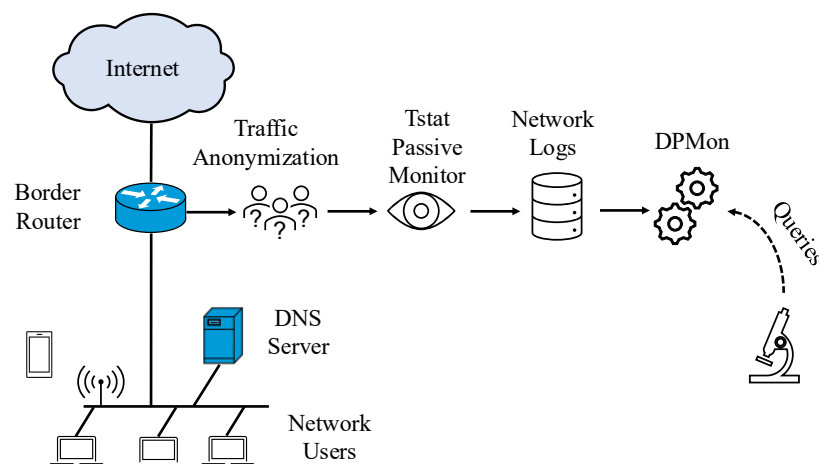 Internet
Traffic
Anonymization
Tstat
Passive
Monitor
Network
Logs
DPMon
Border
Router
? ? ?
Queries
DNS
Server
Network
Users